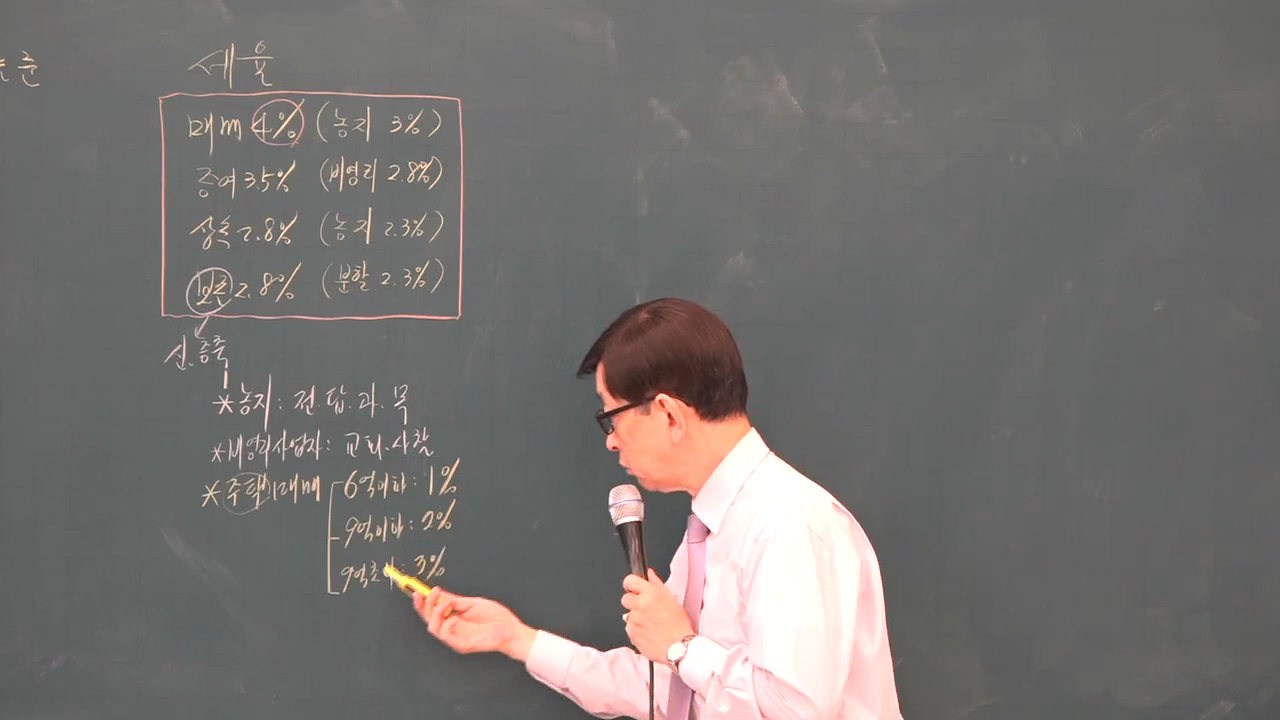 세율
매매 4% (농지 3%)
증여 3.5% (비영리 2.8%)
상속 2.8% (농지 2.3%)
보존 2.8% (분할 2.3%)
신.증축
*농지: 전.답.과.목
*비영리사업자: 교회.사찰
*주택의 매매 6억이하: 1%
9억이하: 2%
9억초과: 3%